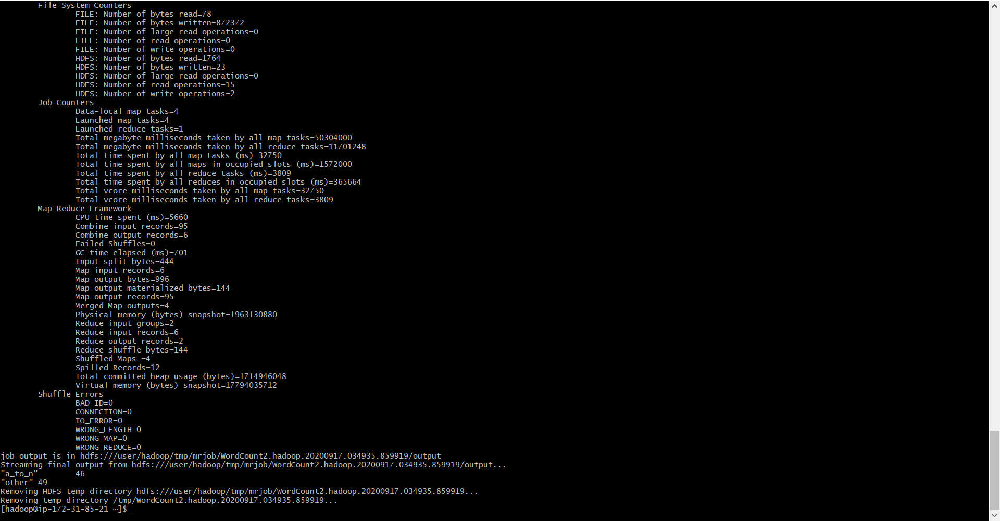 File System Counters
FILE: Number of bytes read=78
FILE: Number of bytes written=872372
FILE: Number of large read operations=0
FILE: Number of read operations=0
FILE: Number of write operations=0
HDFS: Number of bytes read=1764
HDFS: Number of bytes written=23
HDFS: Number of large read operations=0
HDFS: Number of read operations=15
HDFS: Number of write operations=2
Job Counters
Data-local map tasks=4
Launched map tasks=4
Launched reduce tasks=1
Total megabyte-milliseconds taken by all map tasks=50304000
Total megabyte-milliseconds taken by all reduce tasks=11701248
Total time spent by all map tasks (ms)=32750
Total time spent by all maps in occupied slots (ms)=1572000
Total time spent by all reduce tasks (ms)=3809
Total time spent by all reduces in occupied slots (ms)=365664
Total vcore-milliseconds taken by all map tasks=32750
Total vcore-milliseconds taken by all reduce tasks=3809
Map-Reduce Framework
CPU time spent (ms)=5660
Combine input records=95
Combine output records=6
Failed Shuffles=0
GC time elapsed (ms)=701
Input split bytes=444
Map input records=6
Map output bytes=996
Map output materialized bytes=144
Map output records=95
Merged Map outputs=4
Physical memory (bytes) snapshot=1963130880
Reduce input groups=2
Reduce input records=6
Reduce output records=2
Reduce shuffle bytes=144
Shuffled Maps =4
Spilled Records=12
Total committed heap usage (bytes)=1714946048
Virtual memory (bytes) snapshot=17794035712
Shuffle Errors
BAD_ID=0
CONNECTION=0
IO_ERROR=0
WRONG_LENGTH=0
WRONG_MAP=0
WRONG_REDUCE=0
job output is in hdfs:///user/hadoop/tmp/mrjob/WordCount2.hadoop.20200917.034935.859919/output
Streaming final output from hdfs:///user/hadoop/tmp/mrjob/WordCount2.hadoop.20200917.034935.859919/output...
"a_to_n"        46
"other" 49
Removing HDFS temp directory hdfs:///user/hadoop/tmp/mrjob/WordCount2.hadoop.20200917.034935.859919...
Removing temp directory /tmp/WordCount2.hadoop.20200917.034935.859919...
[hadoop@ip-172-31-85-21 ~]$